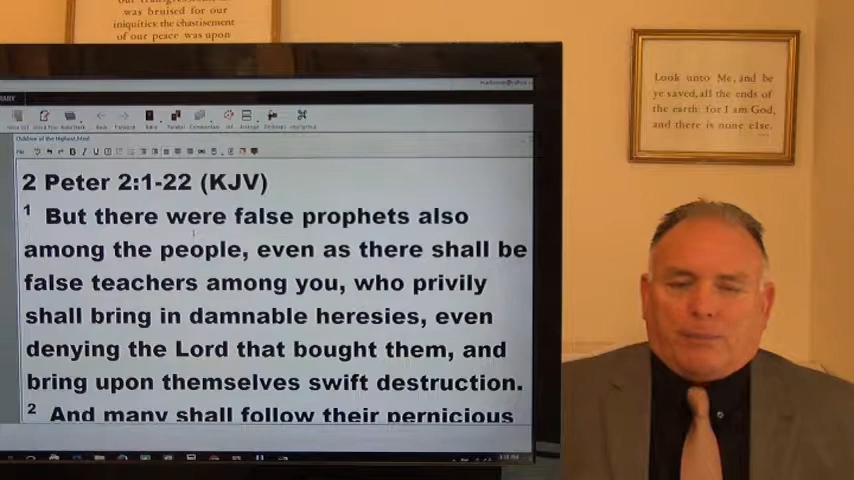 was bruised for our
iniquities the chastisement
of our peace was upon
Look unto Me, and be
ye saved, all the ends of
the earth: for I am God,
and there is none else.
2 Peter 2:1-22 (KJV)
1 But there were false prophets also
among the people, even as there shall be
false teachers among you, who privily
shall bring in damnable heresies, even
denying the Lord that bought them, and
bring upon themselves swift destruction.
2 And many shall follow their pernicious